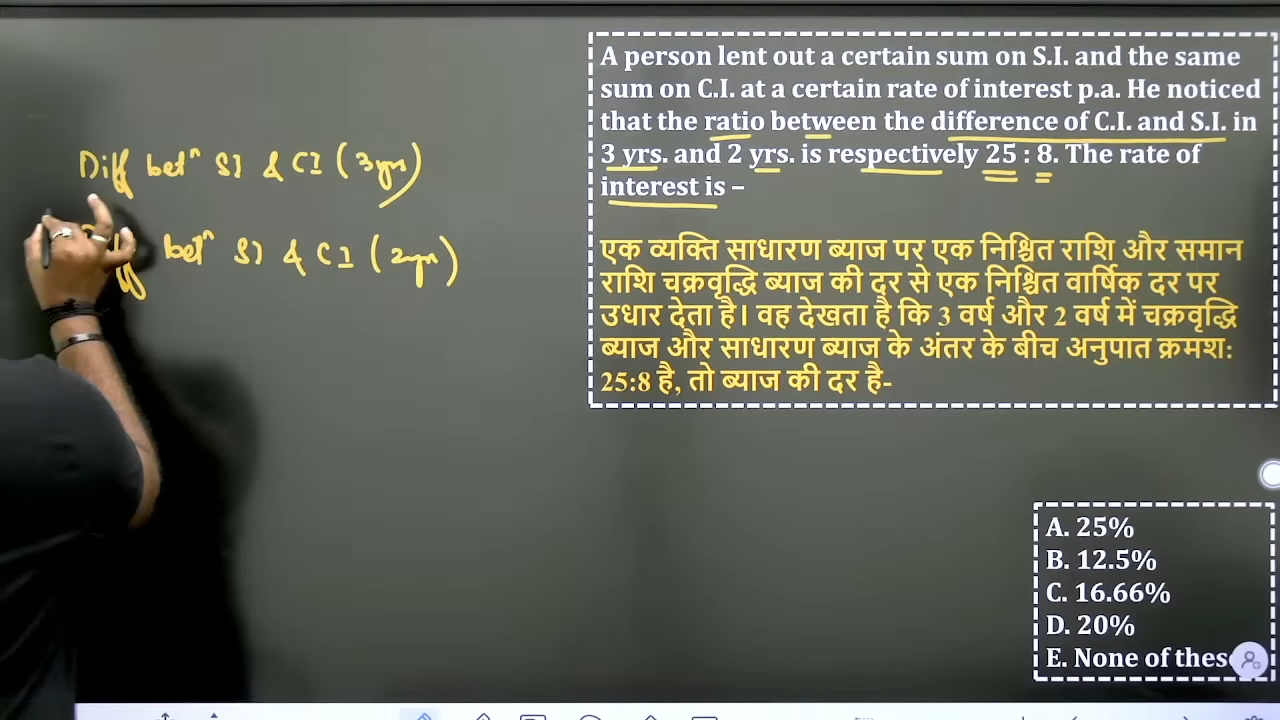 A person lent out a certain sum on S.I. and the same
sum on C.I. at a certain rate of interest p.a. He noticed
that the ratio between the difference of C.I. and S.I. in
3 yrs. and 2 yrs. is respectively 25 : 8. The rate of
interest is –
एक व्यक्ति साधारण ब्याज पर एक निश्चित राशि और समान
राशि चक्रवृद्धि ब्याज की दर से एक निश्चित वार्षिक दर पर
उधार देता है। वह देखता है कि 3 वर्ष और 2 वर्ष में चक्रवृद्धि
ब्याज और साधारण ब्याज के अंतर के बीच अनुपात क्रमश:
25:8 है, तो ब्याज की दर है-
Diff betⁿ SI & CI (3yrs)
betⁿ SI & CI (2yrs)
A. 25%
B. 12.5%
C. 16.66%
D. 20%
E. None of thes